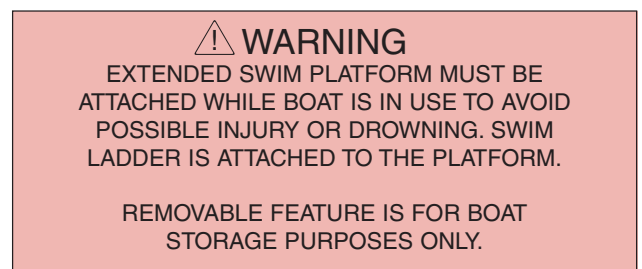 ⚠ WARNING
EXTENDED SWIM PLATFORM MUST BE
ATTACHED WHILE BOAT IS IN USE TO AVOID
POSSIBLE INJURY OR DROWNING. SWIM
LADDER IS ATTACHED TO THE PLATFORM.
REMOVABLE FEATURE IS FOR BOAT
STORAGE PURPOSES ONLY.